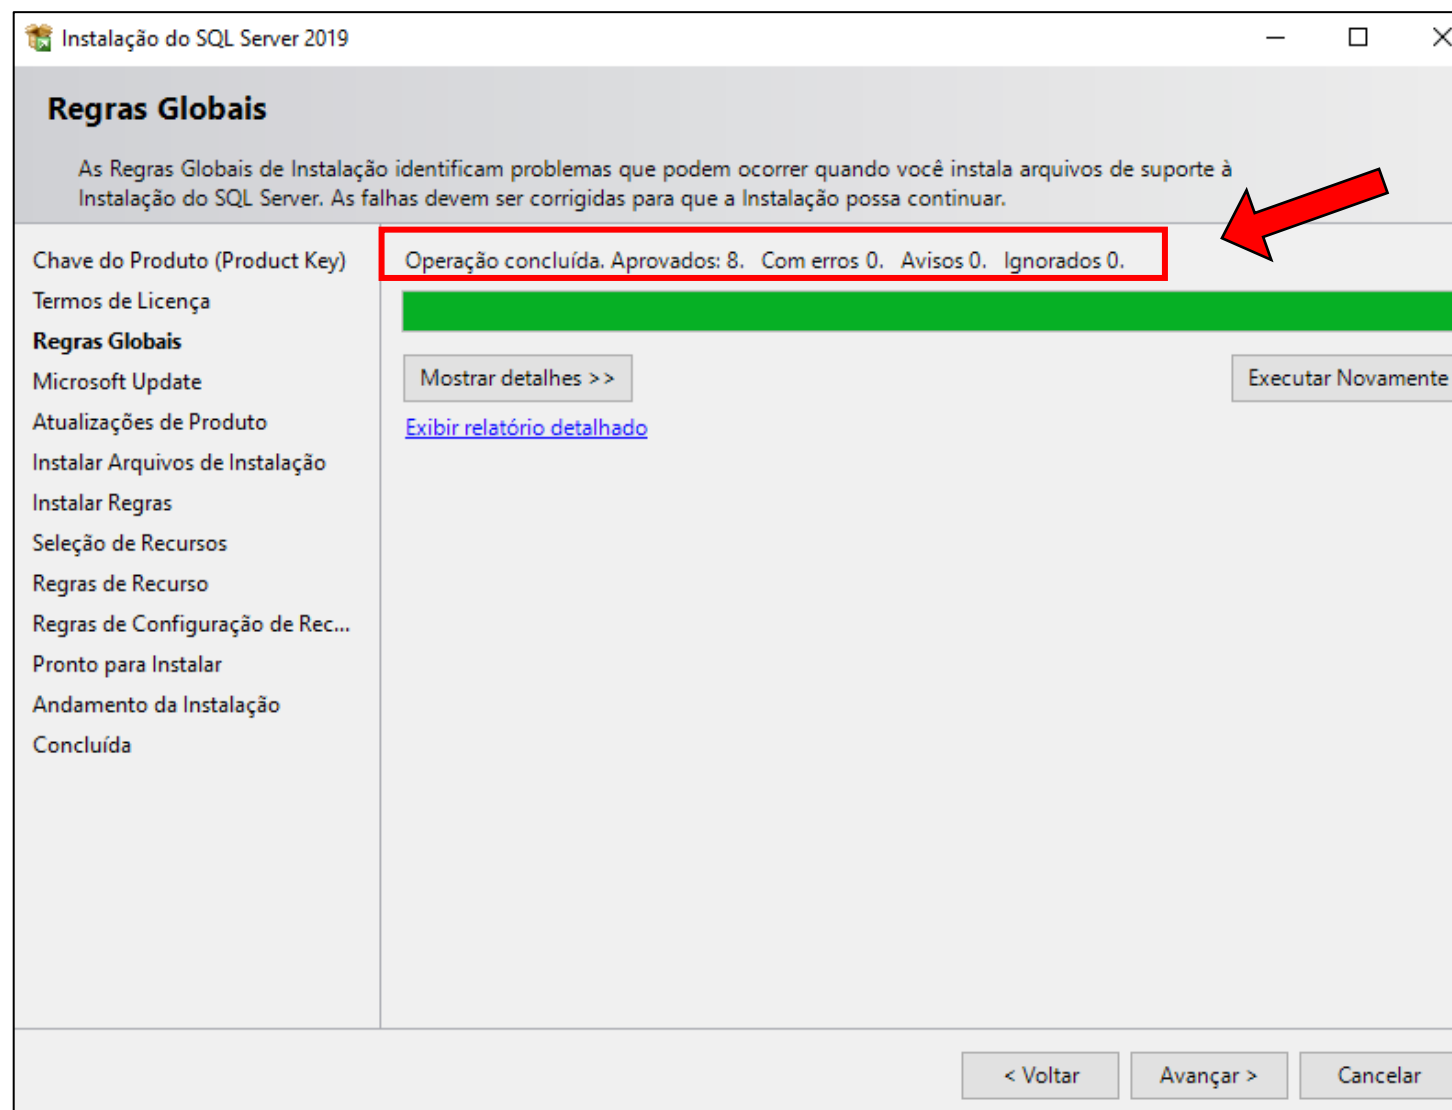 Instalação do SQL Server 2019
Regras Globais
As Regras Globais de Instalação identificam problemas que podem ocorrer quando você instala arquivos de suporte à
Instalação do SQL Server. As falhas devem ser corrigidas para que a Instalação possa continuar.
Chave do Produto (Product Key)
Termos de Licença
Regras Globais
Microsoft Update
Atualizações de Produto
Instalar Arquivos de Instalação
Instalar Regras
Seleção de Recursos
Regras de Recurso
Regras de Configuração de Rec...
Pronto para Instalar
Andamento da Instalação
Concluída
Operação concluída. Aprovados: 8. Com erros 0. Avisos 0. Ignorados 0.
Mostrar detalhes >>
Executar Novamente
Exibir relatório detalhado
< Voltar
Avançar >
Cancelar